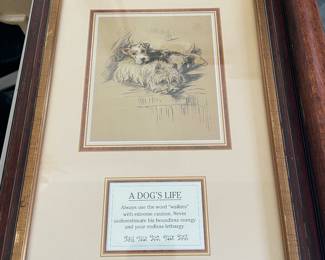 A DOG'S LIFE
Always use the word "walkies"
with extreme caution. Never
underestimate his boundless energy
and your endless lethargy.